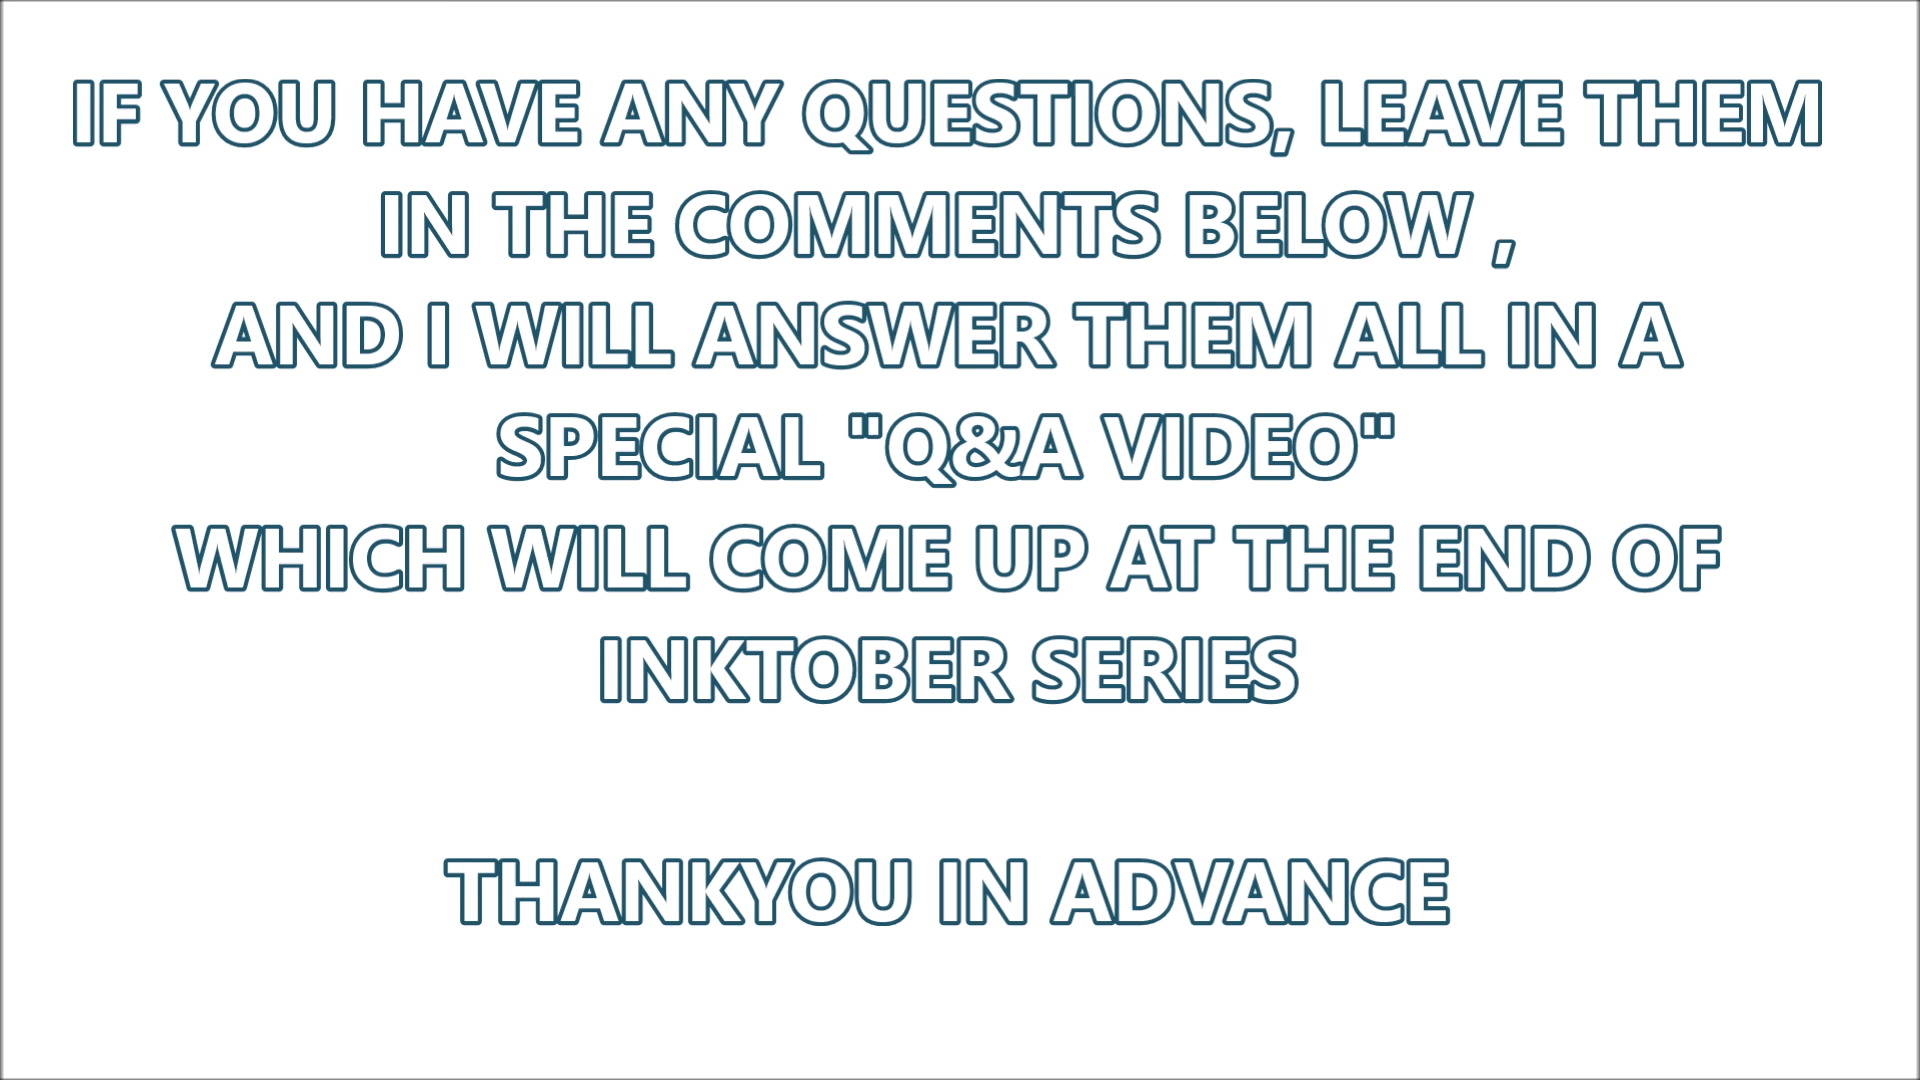 IF YOU HAVE ANY QUESTIONS, LEAVE THEM
IN THE COMMENTS BELOW ,
AND I WILL ANSWER THEM ALL IN A
SPECIAL "Q&A VIDEO"
WHICH WILL COME UP AT THE END OF
INKTOBER SERIES
THANKYOU IN ADVANCE